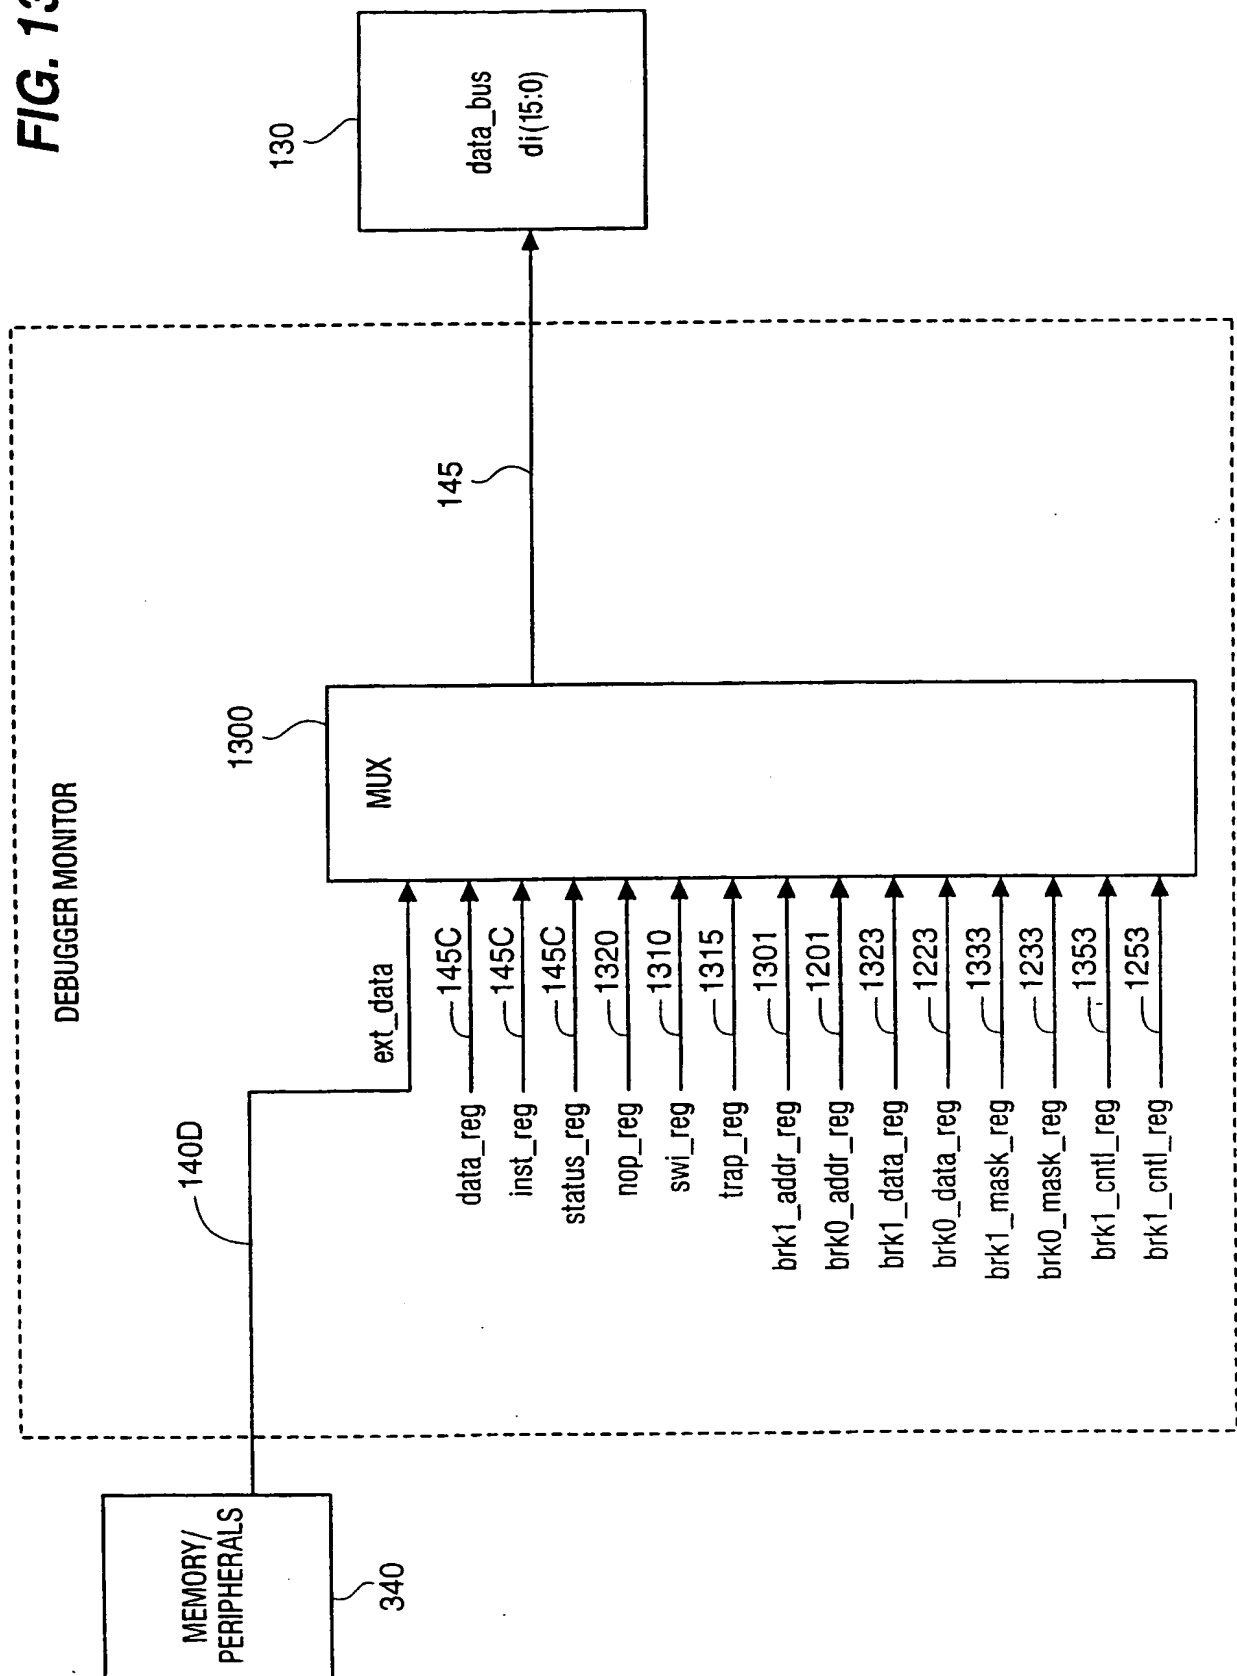 FIG. 13
DEBUGGER MONITOR
MEMORY/
PERIPHERALS
340
140D
ext_data
data_reg
145C
inst_reg
145C
status_reg
145C
nop_reg
1320
swi_reg
1310
trap_reg
1315
brk1_addr_reg
1301
brk0_addr_reg
1201
brk1_data_reg
1323
brk0_data_reg
1223
brk1_mask_reg
1333
brk0_mask_reg
1233
brk1_cntl_reg
1353
brk1_cntl_reg
1253
1300
MUX
145
130
data_bus
di(15:0)